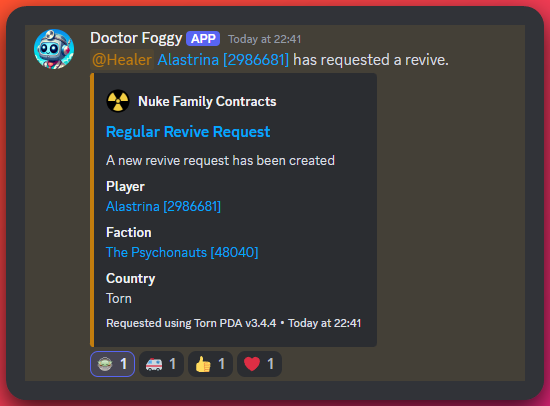 Doctor Foggy APP Today at 22:41
@Healer Alastrina [2986681] has requested a revive.
Nuke Family Contracts
Regular Revive Request
A new revive request has been created
Player
Alastrina [2986681]
Faction
The Psychonauts [48040]
Country
Torn
Requested using Torn PDA v3.4.4 • Today at 22:41
1 1 1 1